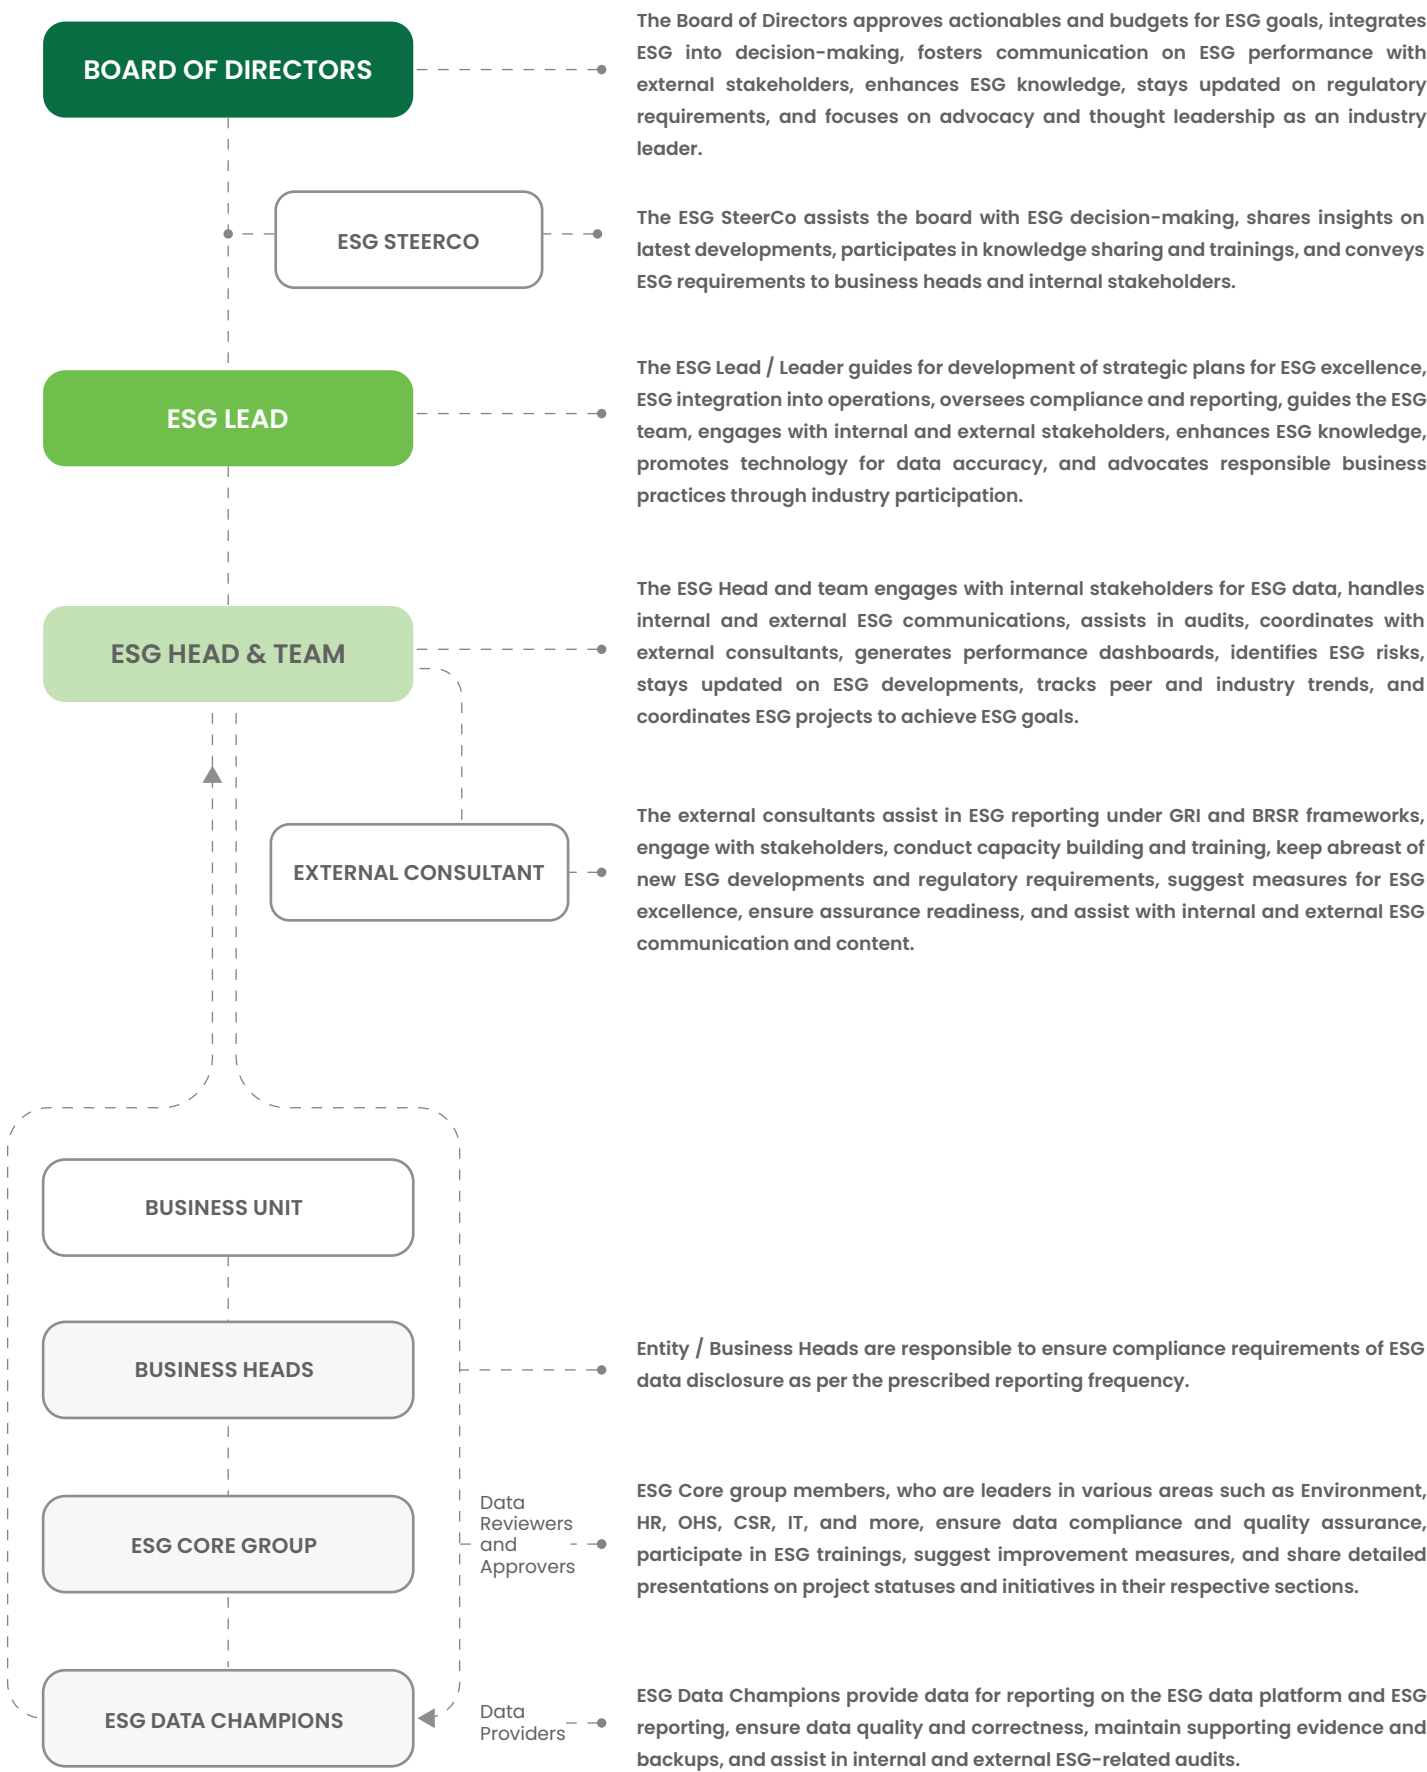 BOARD OF DIRECTORS
The Board of Directors approves actionables and budgets for ESG goals, integrates
ESG into decision-making, fosters communication on ESG performance with
external stakeholders, enhances ESG knowledge, stays updated on regulatory
requirements, and focuses on advocacy and thought leadership as an industry
leader.
ESG STEERCO
The ESG SteerCo assists the board with ESG decision-making, shares insights on
latest developments, participates in knowledge sharing and trainings, and conveys
ESG requirements to business heads and internal stakeholders.
ESG LEAD
The ESG Lead / Leader guides for development of strategic plans for ESG excellence,
ESG integration into operations, oversees compliance and reporting, guides the ESG
team, engages with internal and external stakeholders, enhances ESG knowledge,
promotes technology for data accuracy, and advocates responsible business
practices through industry participation.
ESG HEAD & TEAM
The ESG Head and team engages with internal stakeholders for ESG data, handles
internal and external ESG communications, assists in audits, coordinates with
external consultants, generates performance dashboards, identifies ESG risks,
stays updated on ESG developments, tracks peer and industry trends, and
coordinates ESG projects to achieve ESG goals.
EXTERNAL CONSULTANT
The external consultants assist in ESG reporting under GRI and BRSR frameworks,
engage with stakeholders, conduct capacity building and training, keep abreast of
new ESG developments and regulatory requirements, suggest measures for ESG
excellence, ensure assurance readiness, and assist with internal and external ESG
communication and content.
BUSINESS UNIT
BUSINESS HEADS
Entity / Business Heads are responsible to ensure compliance requirements of ESG
data disclosure as per the prescribed reporting frequency.
ESG CORE GROUP
Data
Reviewers
and
Approvers
ESG Core group members, who are leaders in various areas such as Environment,
HR, OHS, CSR, IT, and more, ensure data compliance and quality assurance,
participate in ESG trainings, suggest improvement measures, and share detailed
presentations on project statuses and initiatives in their respective sections.
ESG DATA CHAMPIONS
Data
Providers
ESG Data Champions provide data for reporting on the ESG data platform and ESG
reporting, ensure data quality and correctness, maintain supporting evidence and
backups, and assist in internal and external ESG-related audits.